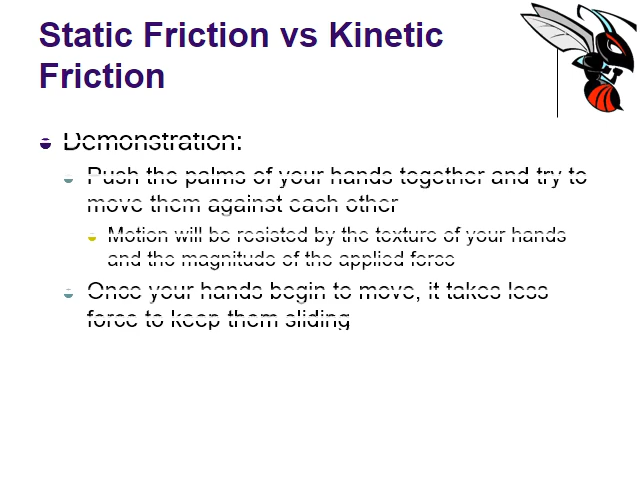 Static Friction vs Kinetic
Friction
Demonstration:
Push the palms of your hands together and try to
move them against each other
Motion will be resisted by the texture of your hands
and the magnitude of the applied force
Once your hands begin to move, it takes less
force to keep them sliding